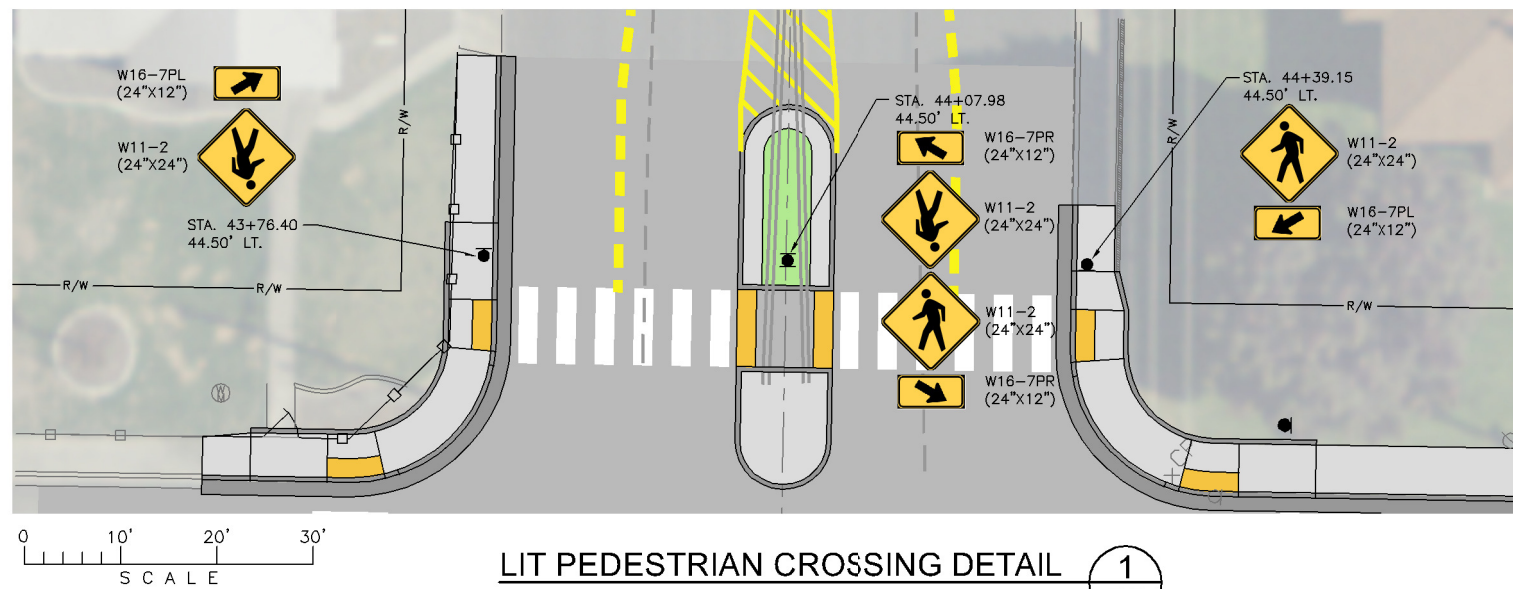 W16-7PL
(24"X12")
W11-2
(24"X24")
STA. 43+76.40
44.50' LT.
R/W
R/W
R/W
STA. 44+07.98
44.50' LT.
W16-7PR
(24"X12")
W11-2
(24"X24")
W11-2
(24"X24")
W16-7PR
(24"X12")
STA. 44+39.15
44.50' LT.
R/W
W11-2
(24"X24")
W16-7PL
(24"X12")
R/W
0 10' 20' 30'
SCALE
LIT PEDESTRIAN CROSSING DETAIL 1